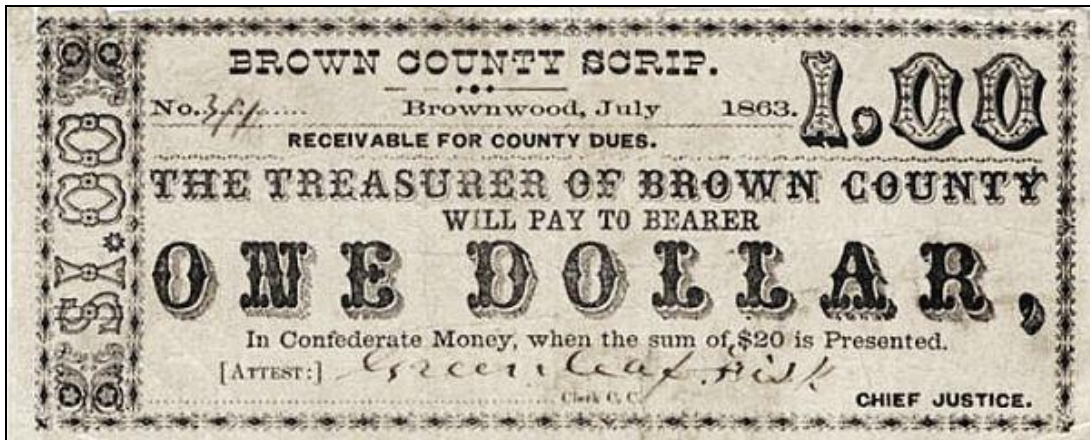 BROWN COUNTY SCRIP.
1,00
No. Brownwood, July 1863.
RECEIVABLE FOR COUNTY DUES.
THE TREASURER OF BROWN COUNTY
WILL PAY TO BEARER
ONE DOLLAR,
In Confederate Money, when the sum of $20 is Presented.
[ATTEST:] Greenleaf Fisk
Clerk C. C.
CHIEF JUSTICE.
$1.00